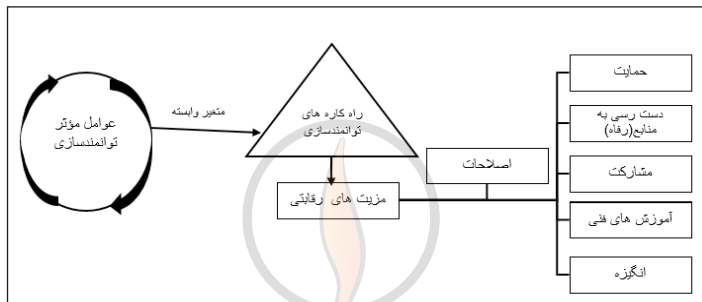 عوامل مؤثر
توانمندسازی
متغیر وابسته
راه کاره های
توانمندسازی
مزیت های رقابتی
اصلاحات
حمایت
دست رسی به
منابع(رفاه)
مشارکت
آموزش های فنی
انگیزه